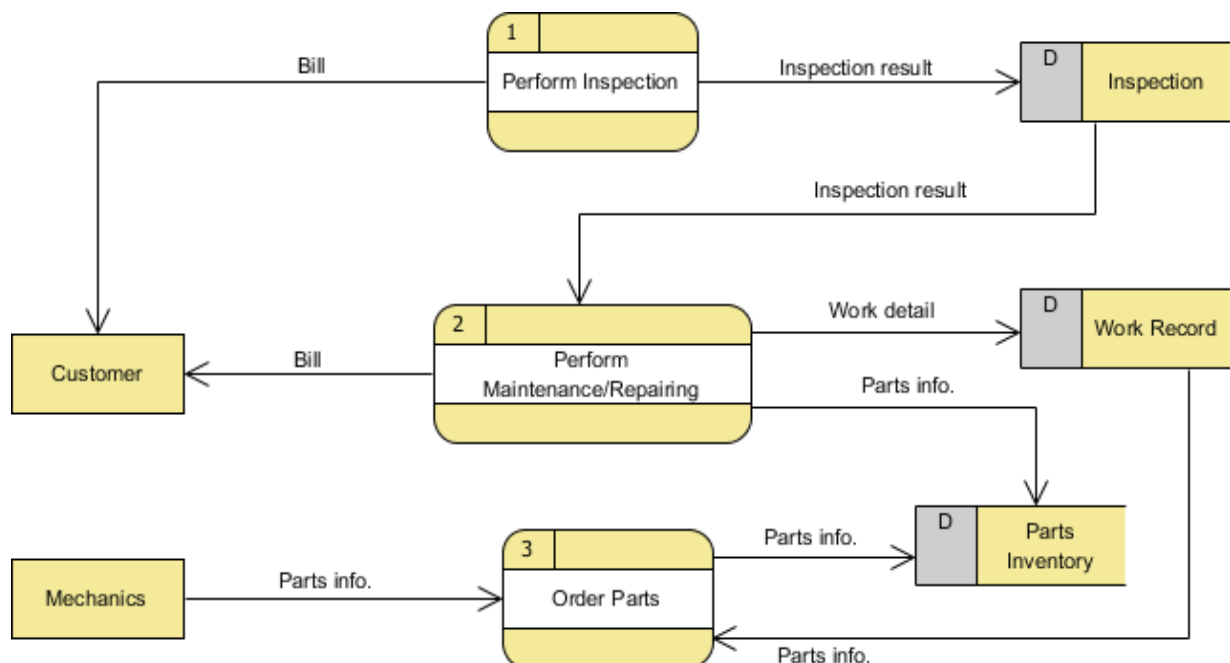 1
Bill
Perform Inspection
Inspection result
D
Inspection
Inspection result
2
Perform
Maintenance/Repairing
Work detail
D
Work Record
Customer
Bill
Parts info.
3
D
Parts
Inventory
Parts info.
Mechanics
Parts info.
Order Parts
Parts info.